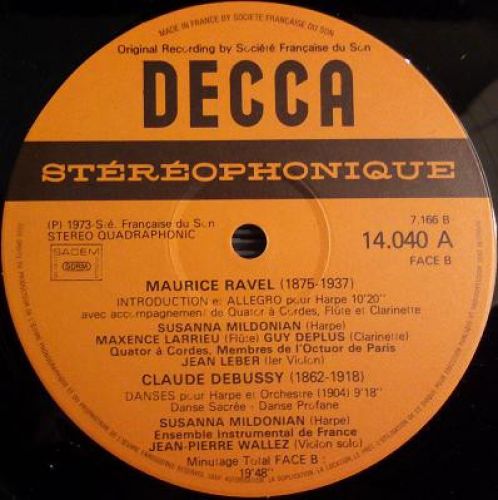 MADE IN FRANCE BY SOCIETE FRANÇAISE DU SON
Original Recording by Société Française du Son
DECCA
STÉRÉOPHONIQUE
(P) 1973-Sté. Française du Son
STEREO QUADRAPHONIC
7.166 B
14.040 A
FACE B
SACEM
SDRM
MAURICE RAVEL (1875-1937)
INTRODUCTION et ALLEGRO pour Harpe 10'20"
avec accompagnement de Quator à Cordes, Flûte et Clarinette
SUSANNA MILDONIAN (Harpe)
MAXENCE LARRIEU (Flûte) GUY DEPLUS (Clarinette)
Quator à Cordes, Membres de l'Octuor de Paris
JEAN LEBER (1er Violon)
CLAUDE DEBUSSY (1862-1918)
DANSES pour Harpe et Orchestre (1904) 9'18"
Danse Sacrée - Danse Profane
SUSANNA MILDONIAN (Harpe)
Ensemble Instrumental de France
JEAN-PIERRE WALLEZ (Violon solo)
Minutage Total FACE B :
19'48"